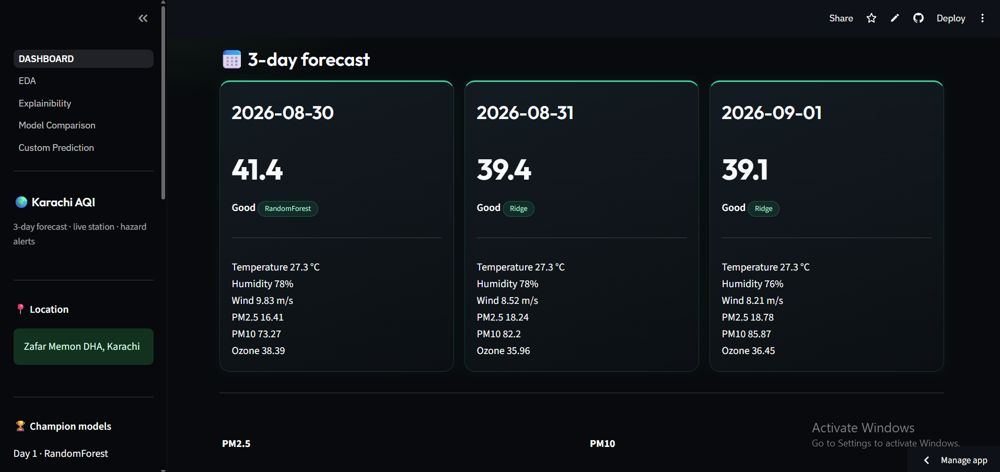 Share
Deploy
DASHBOARD
EDA
Explainibility
Model Comparison
Custom Prediction
Karachi AQI
3-day forecast · live station · hazard
alerts
Location
Zafar Memon DHA, Karachi
Champion models
Day 1 · RandomForest
3-day forecast
2026-08-30
41.4
Good RandomForest
Temperature 27.3 °C
Humidity 78%
Wind 9.83 m/s
PM2.5 16.41
PM10 73.27
Ozone 38.39
2026-08-31
39.4
Good Ridge
Temperature 27.3 °C
Humidity 78%
Wind 8.52 m/s
PM2.5 18.24
PM10 82.2
Ozone 35.96
2026-09-01
39.1
Good Ridge
Temperature 27.3 °C
Humidity 76%
Wind 8.21 m/s
PM2.5 18.78
PM10 85.87
Ozone 36.45
PM2.5
PM10
Activate Windows
Go to Settings to activate Windows.
Manage app